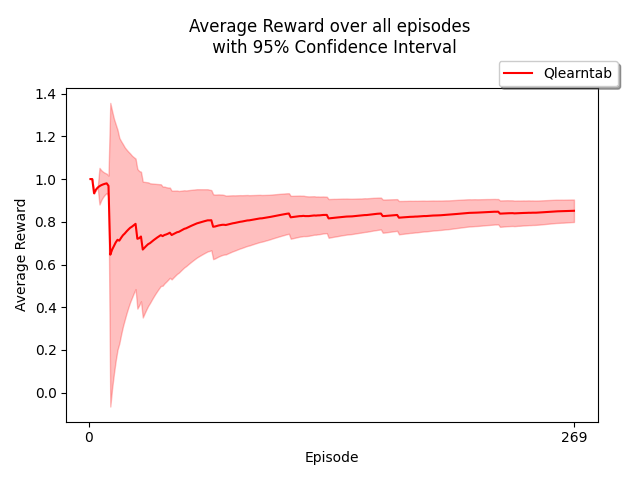 Average Reward over all episodes
with 95% Confidence Interval
Qlearntab
1.4
1.2
1.0
0.8
0.6
0.4
0.2
0.0
Average Reward
0
269
Episode